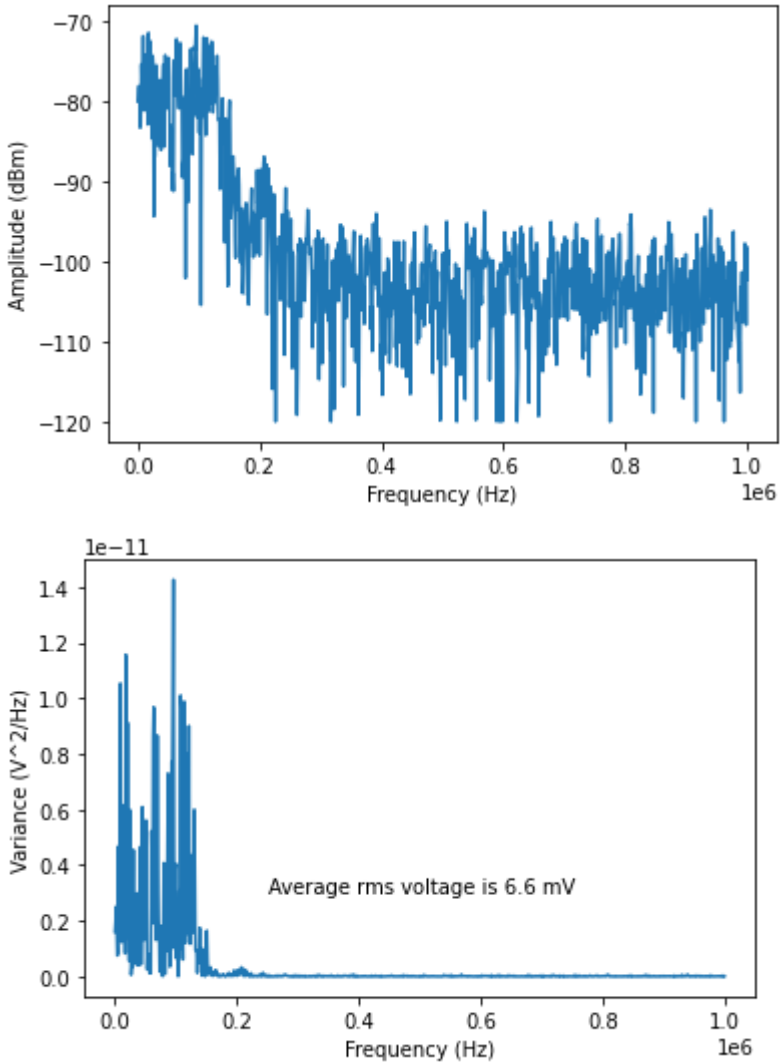 −70
−80
−90
−100
−110
−120
Amplitude (dBm)
0.0 0.2 0.4 0.6 0.8 1.0
1e6
Frequency (Hz)
1e−11
1.4
1.2
1.0
0.8
0.6
0.4
0.2
0.0
Variance (V^2/Hz)
Average rms voltage is 6.6 mV
0.0 0.2 0.4 0.6 0.8 1.0
1e6
Frequency (Hz)